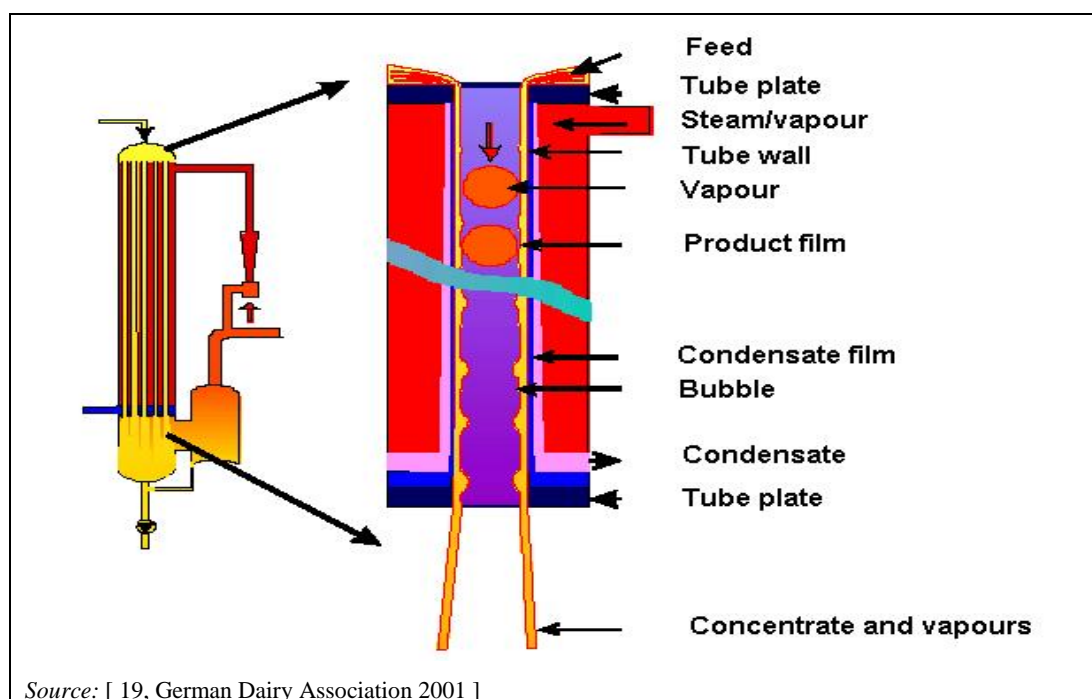 Feed
Tube plate
Steam/vapour
Tube wall
Vapour
Product film
Condensate film
Bubble
Condensate
Tube plate
Concentrate and vapours
Source: [ 19, German Dairy Association 2001 ]